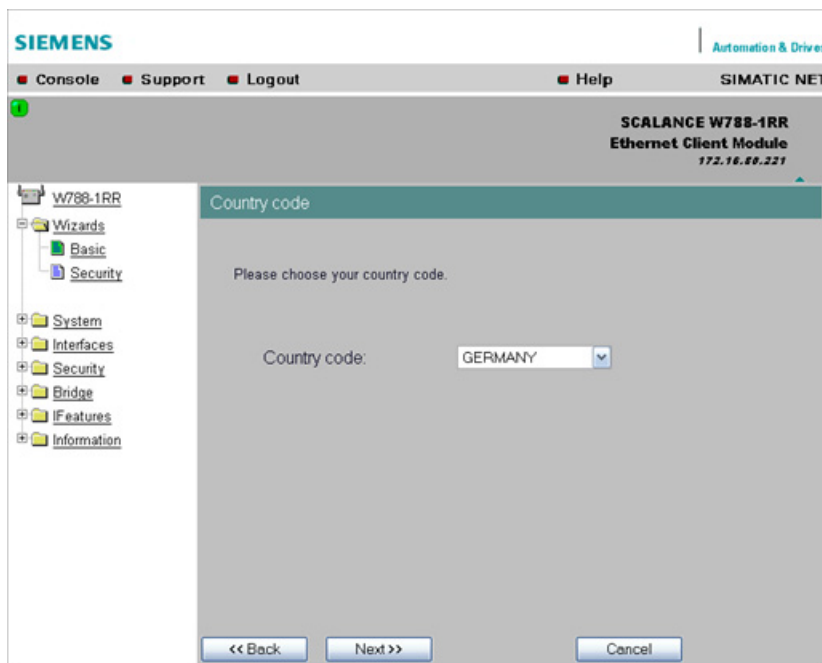 SIEMENS
Automation & Drive
Console Support Logout Help SIMATIC NET
SCALANCE W788-1RR
Ethernet Client Module
172.16.60.221
W788-1RR
Wizards
Basic
Security
System
Interfaces
Security
Bridge
IFeatures
Information
Country code
Please choose your country code.
Country code: GERMANY
<< Back Next >> Cancel